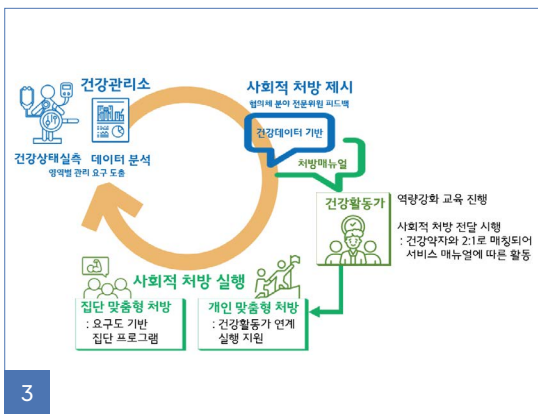 건강관리소
건강상태실측 데이터 분석
영역별 관리 요구 도출
사회적 처방 제시
협의체 분야 전문위원 피드백
건강데이터 기반
처방매뉴얼
건강활동가
역량강화 교육 진행
사회적 처방 전달 시행
: 건강약자와 2:1로 매칭되어
서비스 매뉴얼에 따른 활동
사회적 처방 실행
집단 맞춤형 처방
: 요구도 기반
집단 프로그램
개인 맞춤형 처방
: 건강활동가 연계
실행 지원
3